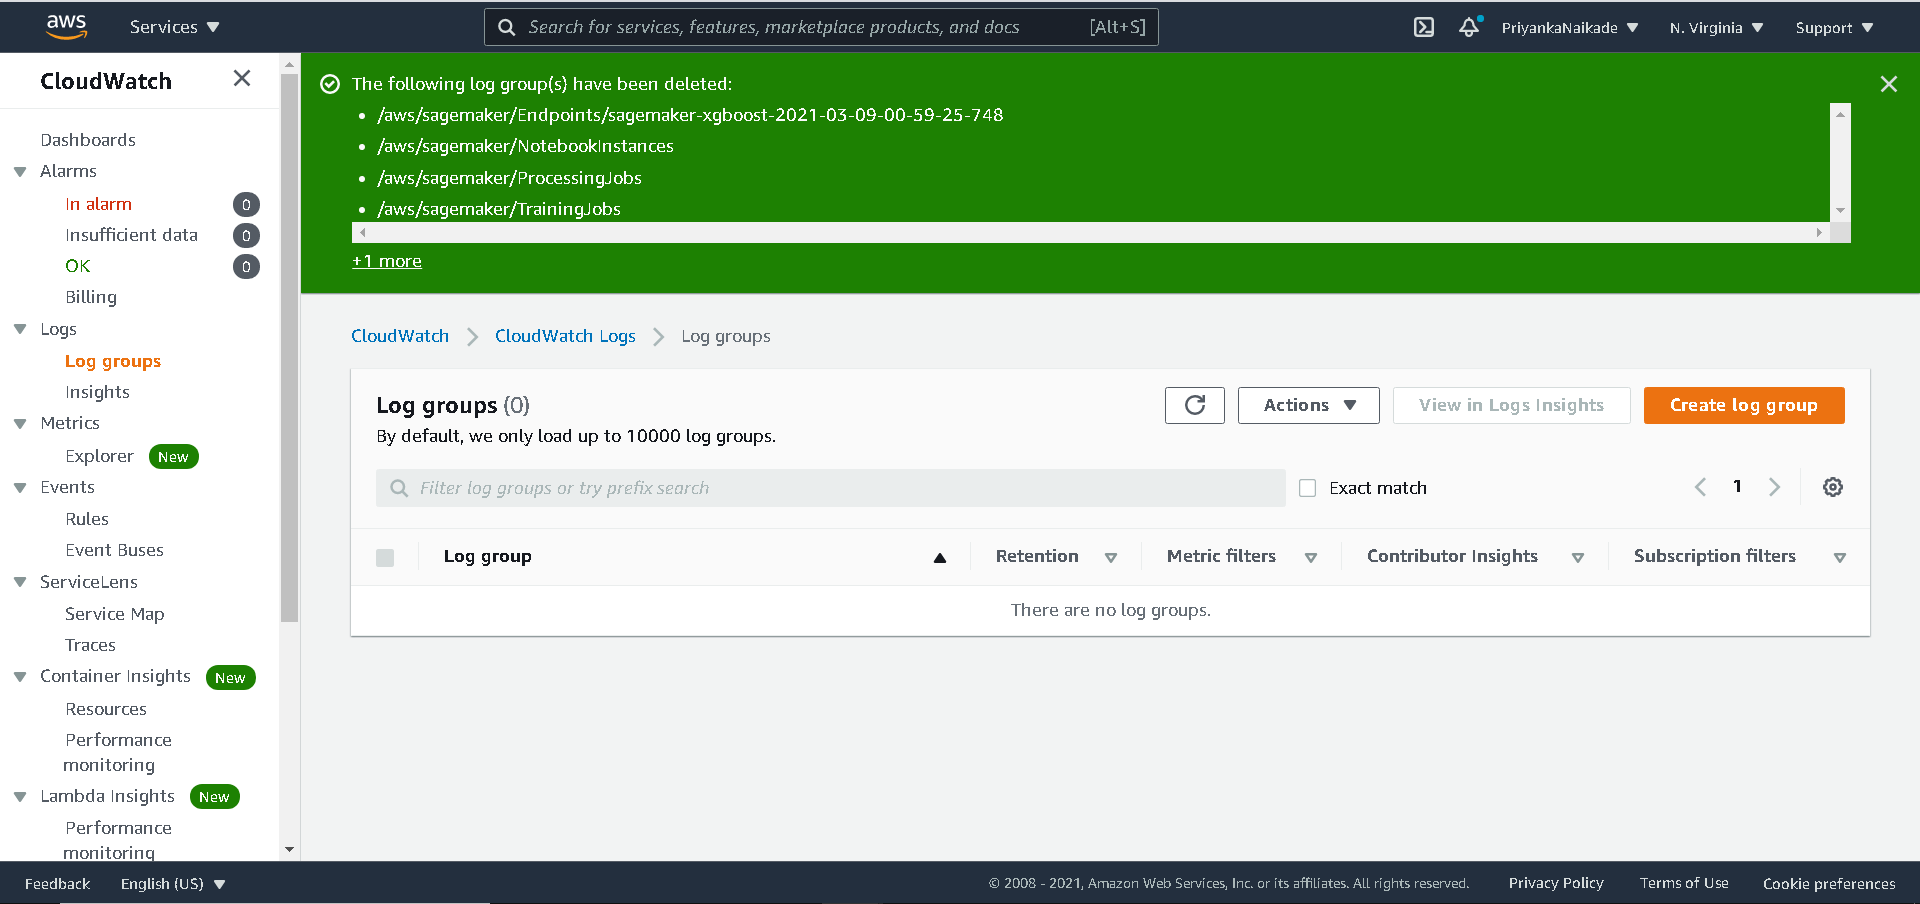 aws Services Search for services, features, marketplace products, and docs [Alt+S] PriyankaNaikade N. Virginia Support
CloudWatch
Dashboards
Alarms
In alarm 0
Insufficient data 0
OK 0
Billing
Logs
Log groups
Insights
Metrics
Explorer New
Events
Rules
Event Buses
ServiceLens
Service Map
Traces
Container Insights New
Resources
Performance
monitoring
Lambda Insights New
Performance
monitoring
The following log group(s) have been deleted:
• /aws/sagemaker/Endpoints/sagemaker-xgboost-2021-03-09-00-59-25-748
• /aws/sagemaker/NotebookInstances
• /aws/sagemaker/ProcessingJobs
• /aws/sagemaker/TrainingJobs
+1 more
CloudWatch CloudWatch Logs Log groups
Log groups (0) Actions View in Logs Insights Create log group
By default, we only load up to 10000 log groups.
Filter log groups or try prefix search Exact match 1
Log group Retention Metric filters Contributor Insights Subscription filters
There are no log groups.
Feedback English (US) © 2008 - 2021, Amazon Web Services, Inc. or its affiliates. All rights reserved. Privacy Policy Terms of Use Cookie preferences